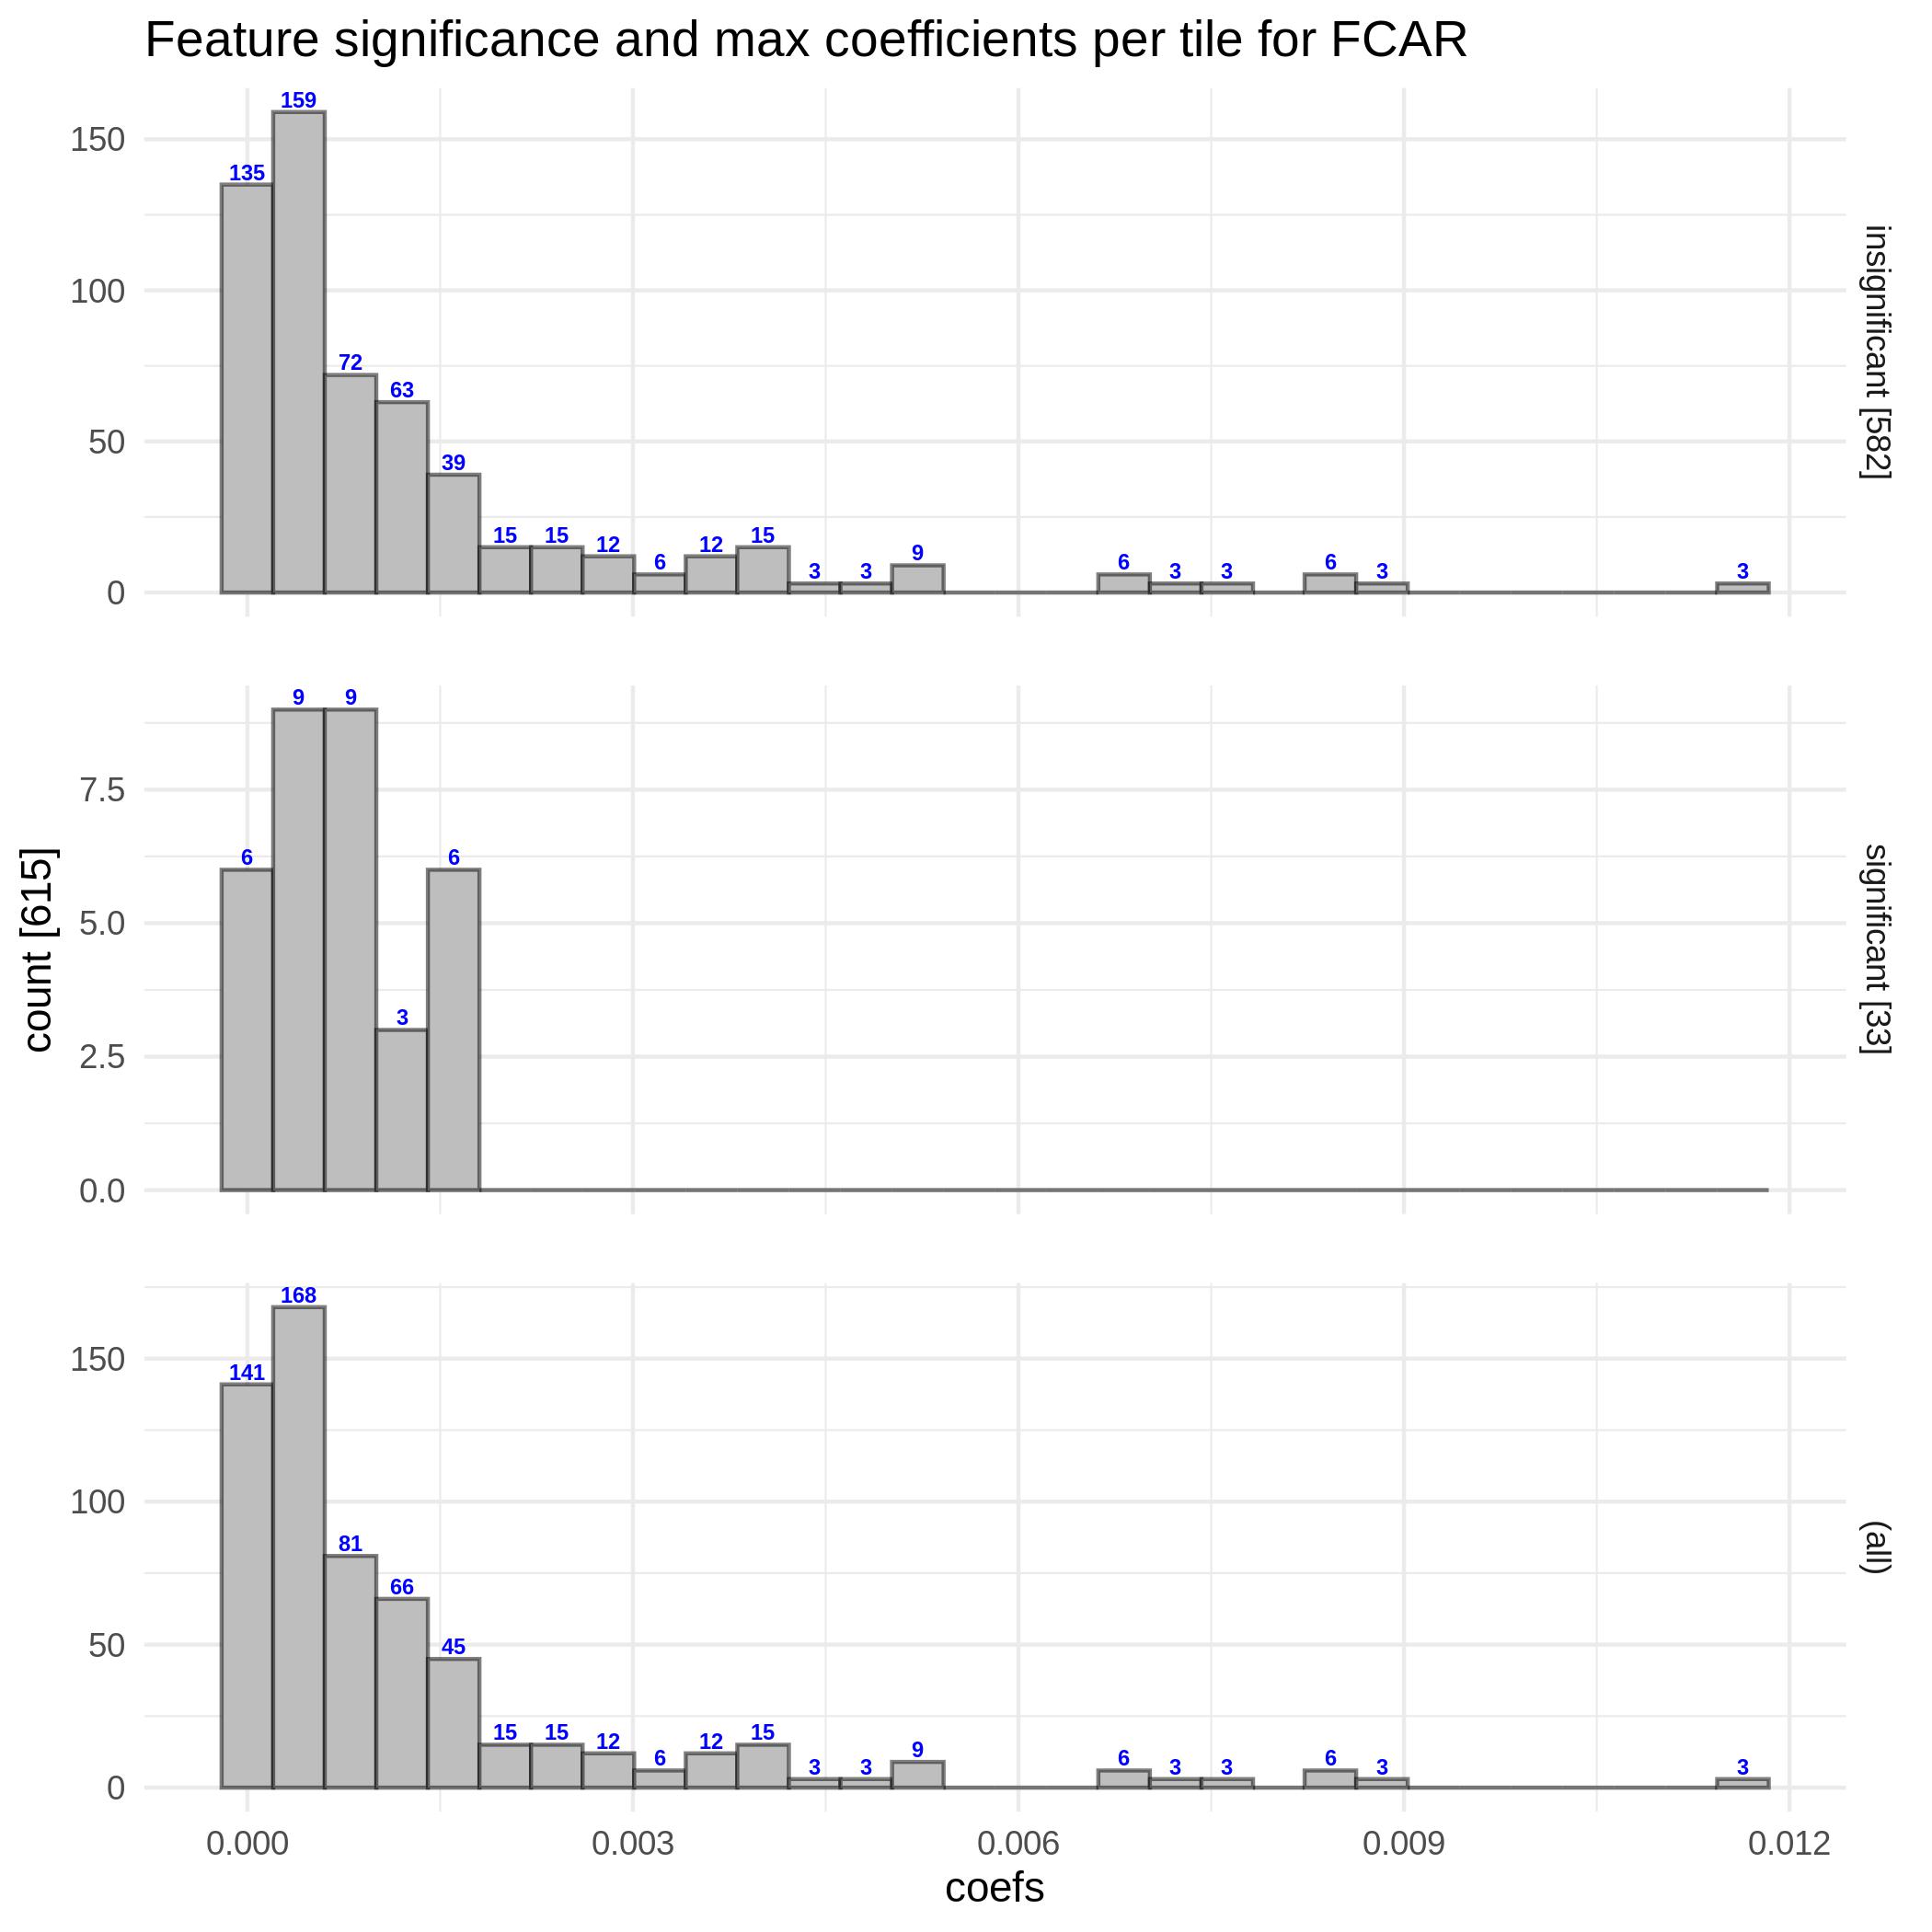 Feature significance and max coefficients per tile for FCAR
159
150
135
100
72
63
50
39
15 15 12 6 12 15 3 3 9 6 3 3 6 3 3
0
insignificant [582]
9 9
7.5
6 6
5.0
3
2.5
0.0
significant [33]
count [615]
168
150
141
100
81
66
50
45
15 15 12 6 12 15 3 3 9 6 3 3 6 3 3
0
(all)
0.000 0.003 0.006 0.009 0.012
coefs